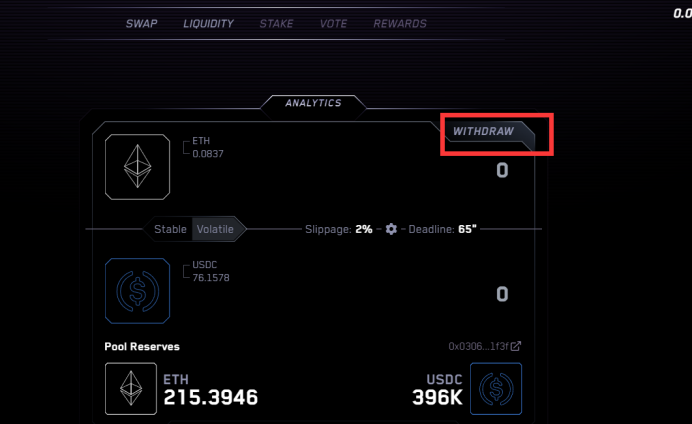 SWAP LIQUIDITY STAKE VOTE REWARDS
0.0
ANALYTICS
WITHDRAW
ETH
0.0837
0
Stable Volatile Slippage: 2% - - Deadline: 65"
USDC
76.1578
0
Pool Reserves 0x0306...1f3f
ETH USDC
215.3946 396K